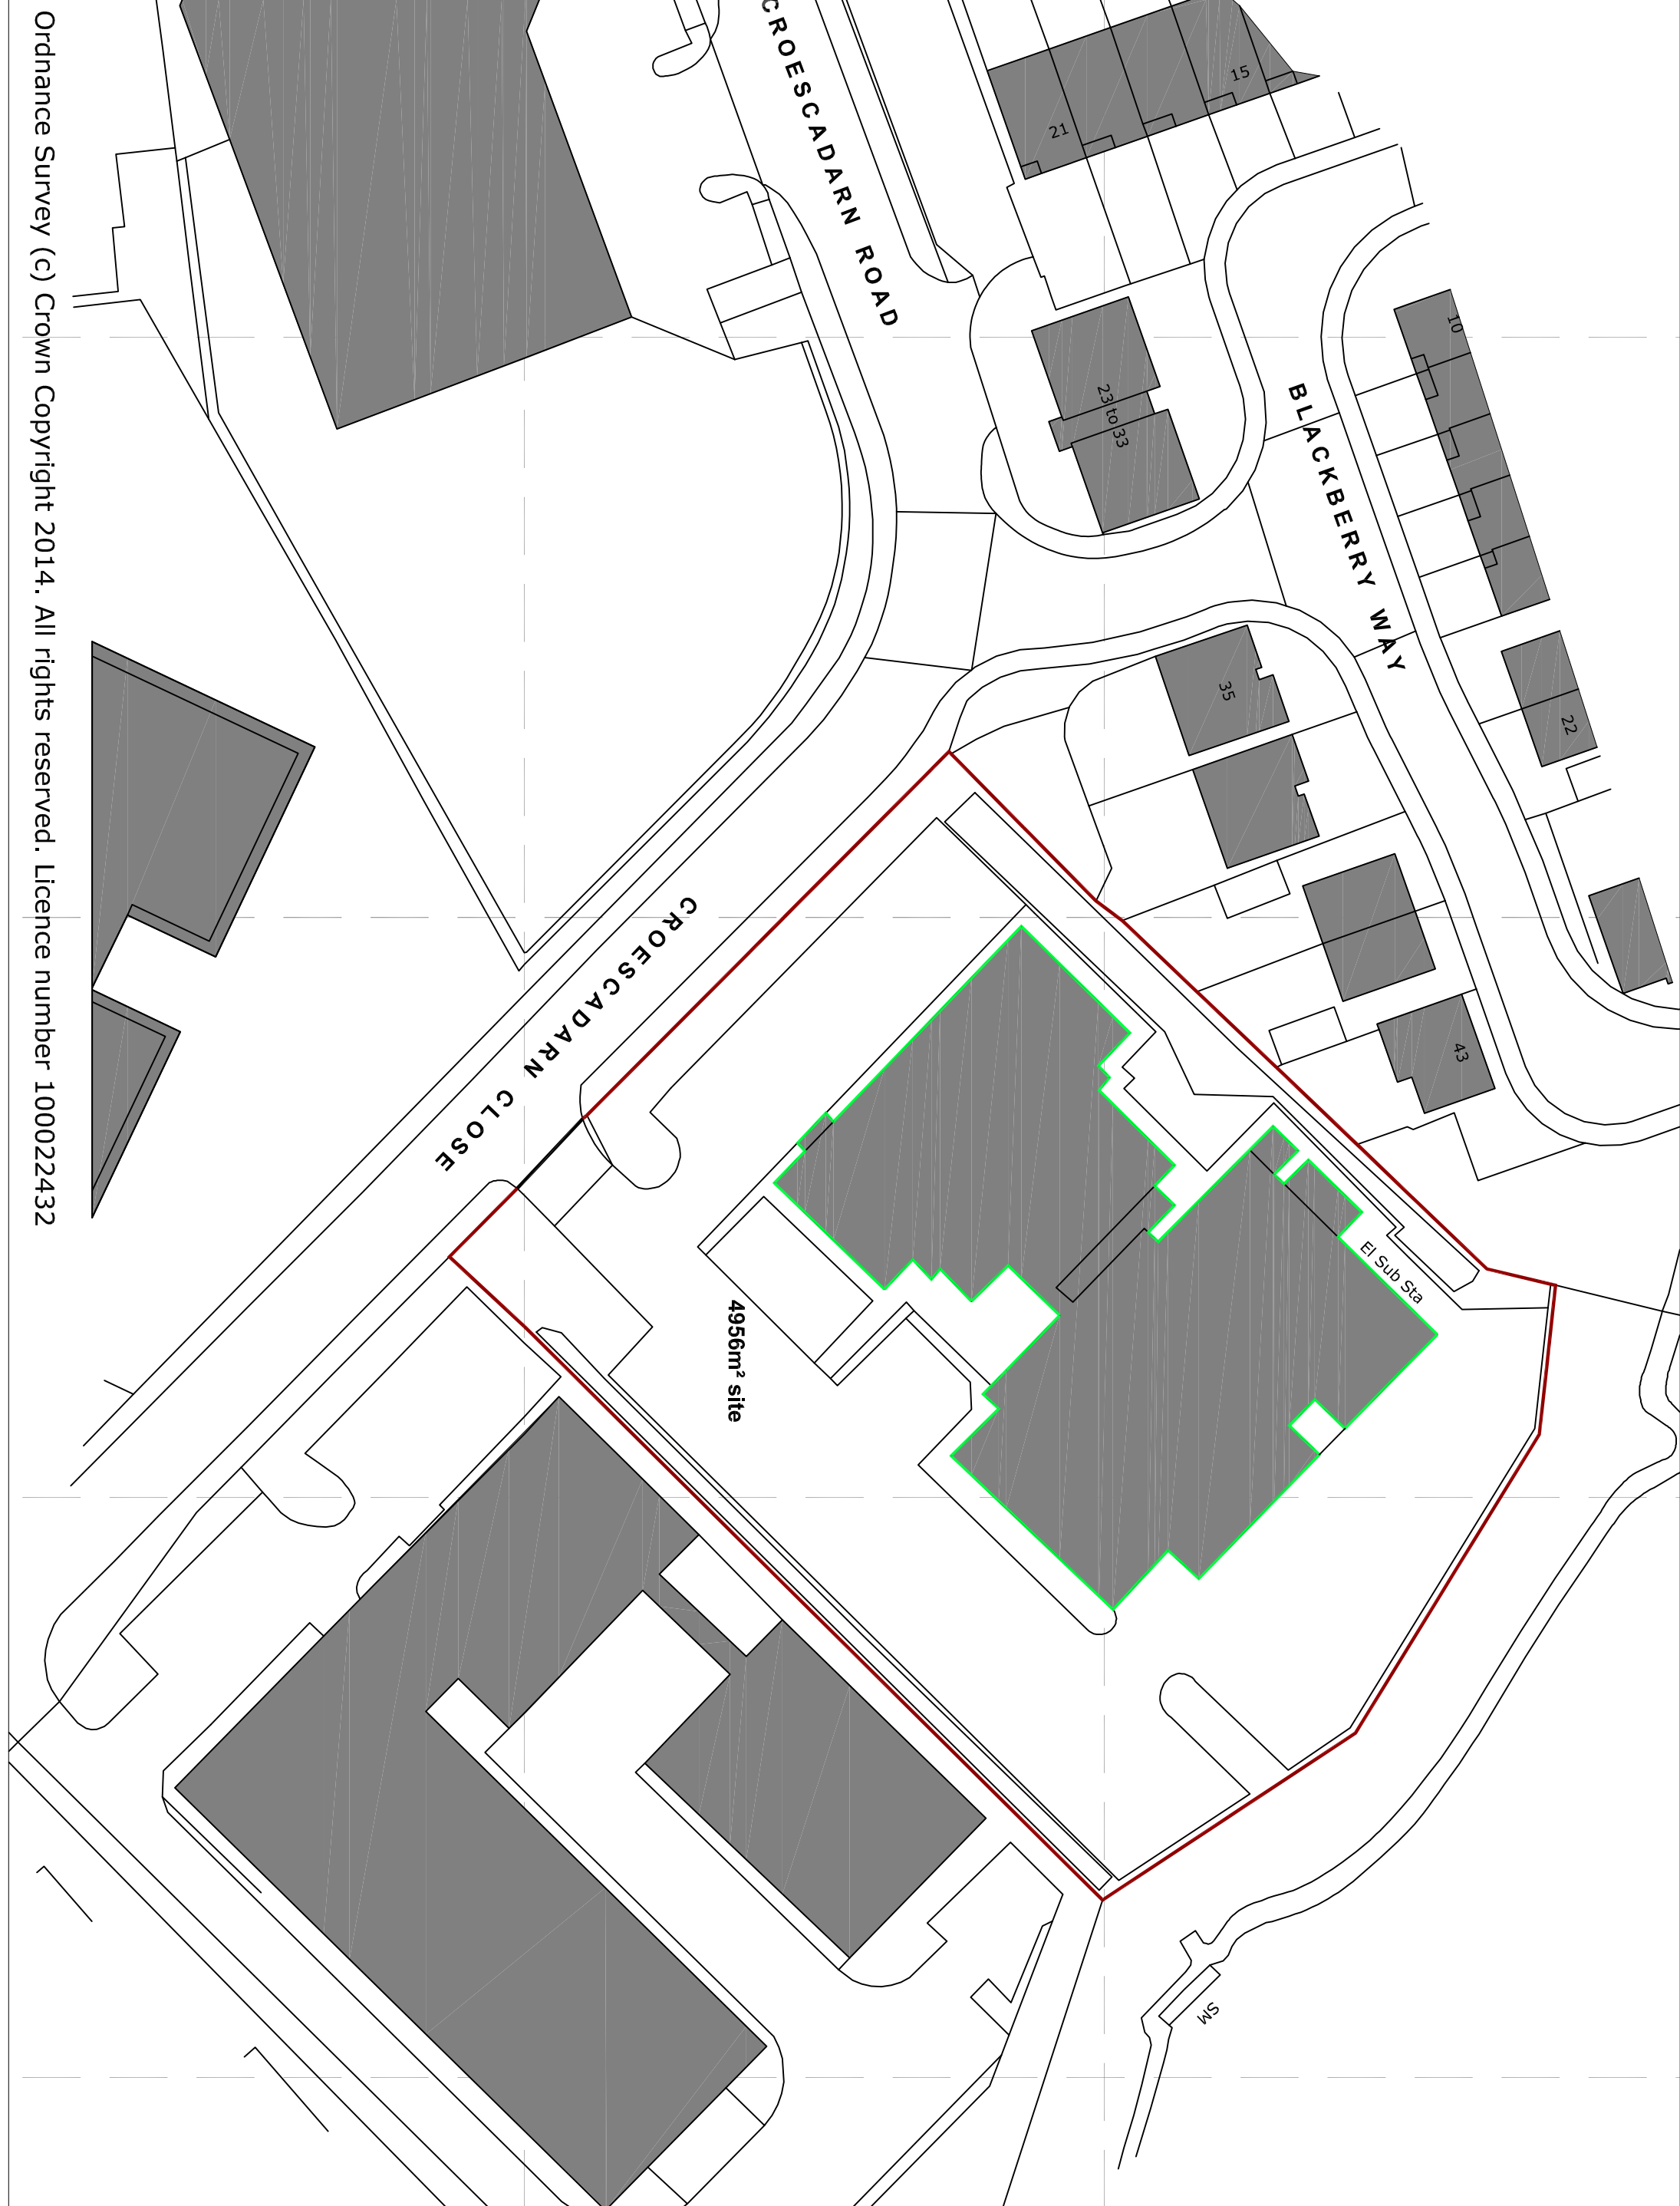 CROESCADARN ROAD
15
21
23 to 33
10
BLACKBERRY WAY
35
22
43
CROESCADARN CLOSE
El Sub Sta
4956m² site
SM
Ordnance Survey (c) Crown Copyright 2014. All rights reserved. Licence number 100022432